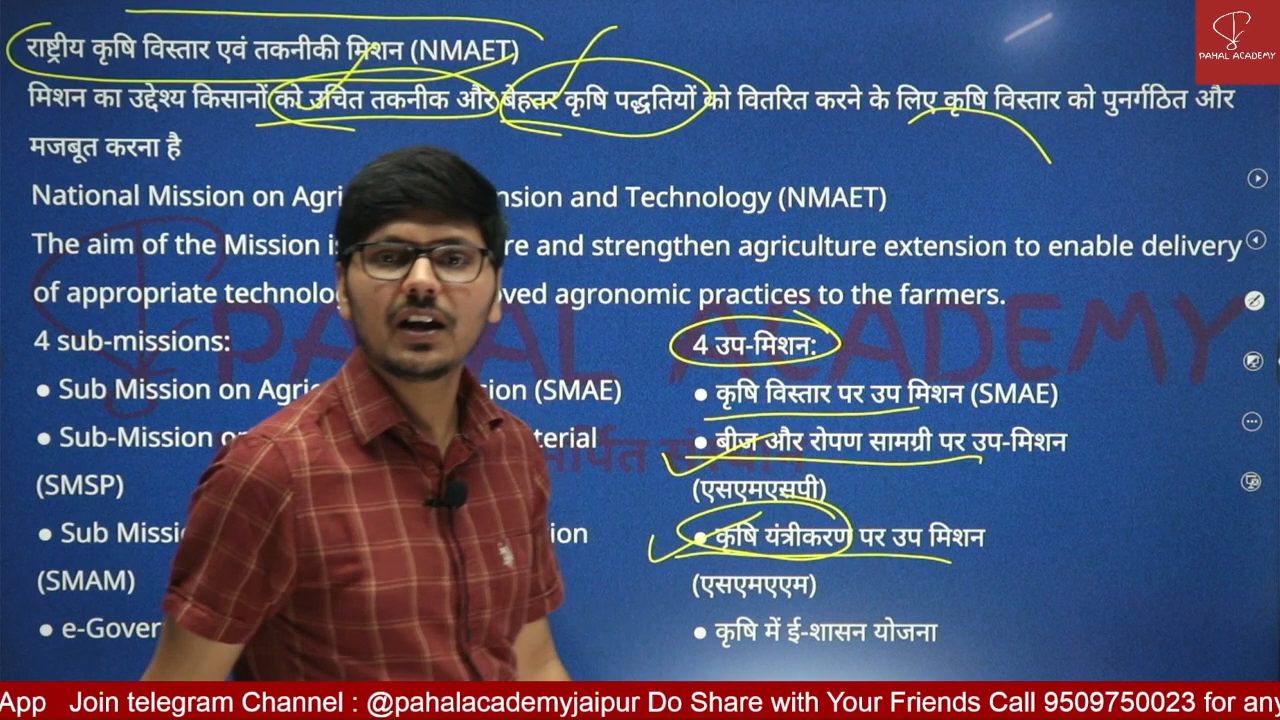 राष्ट्रीय कृषि विस्तार एवं तकनीकी मिशन (NMAET)
PAHAL ACADEMY
मिशन का उद्देश्य किसानों को उचित तकनीक और बेहतर कृषि पद्धतियों को वितरित करने के लिए कृषि विस्तार को पुनर्गठित और
मजबूत करना है
National Mission on Agri nsion and Technology (NMAET)
The aim of the Mission is re and strengthen agriculture extension to enable delivery
of appropriate technolog oved agronomic practices to the farmers.
PAHAL ACADEMY
4 sub-missions:
● Sub Mission on Agri ion (SMAE)
● Sub-Mission on terial
(SMSP)
● Sub Missi ion
(SMAM)
● e-Gover
4 उप-मिशन:
● कृषि विस्तार पर उप मिशन (SMAE)
● बीज और रोपण सामग्री पर उप-मिशन
(एसएमएसपी)
● कृषि यंत्रीकरण पर उप मिशन
(एसएमएएम)
● कृषि में ई-शासन योजना
App Join telegram Channel : @pahalacademyjaipur Do Share with Your Friends Call 9509750023 for any